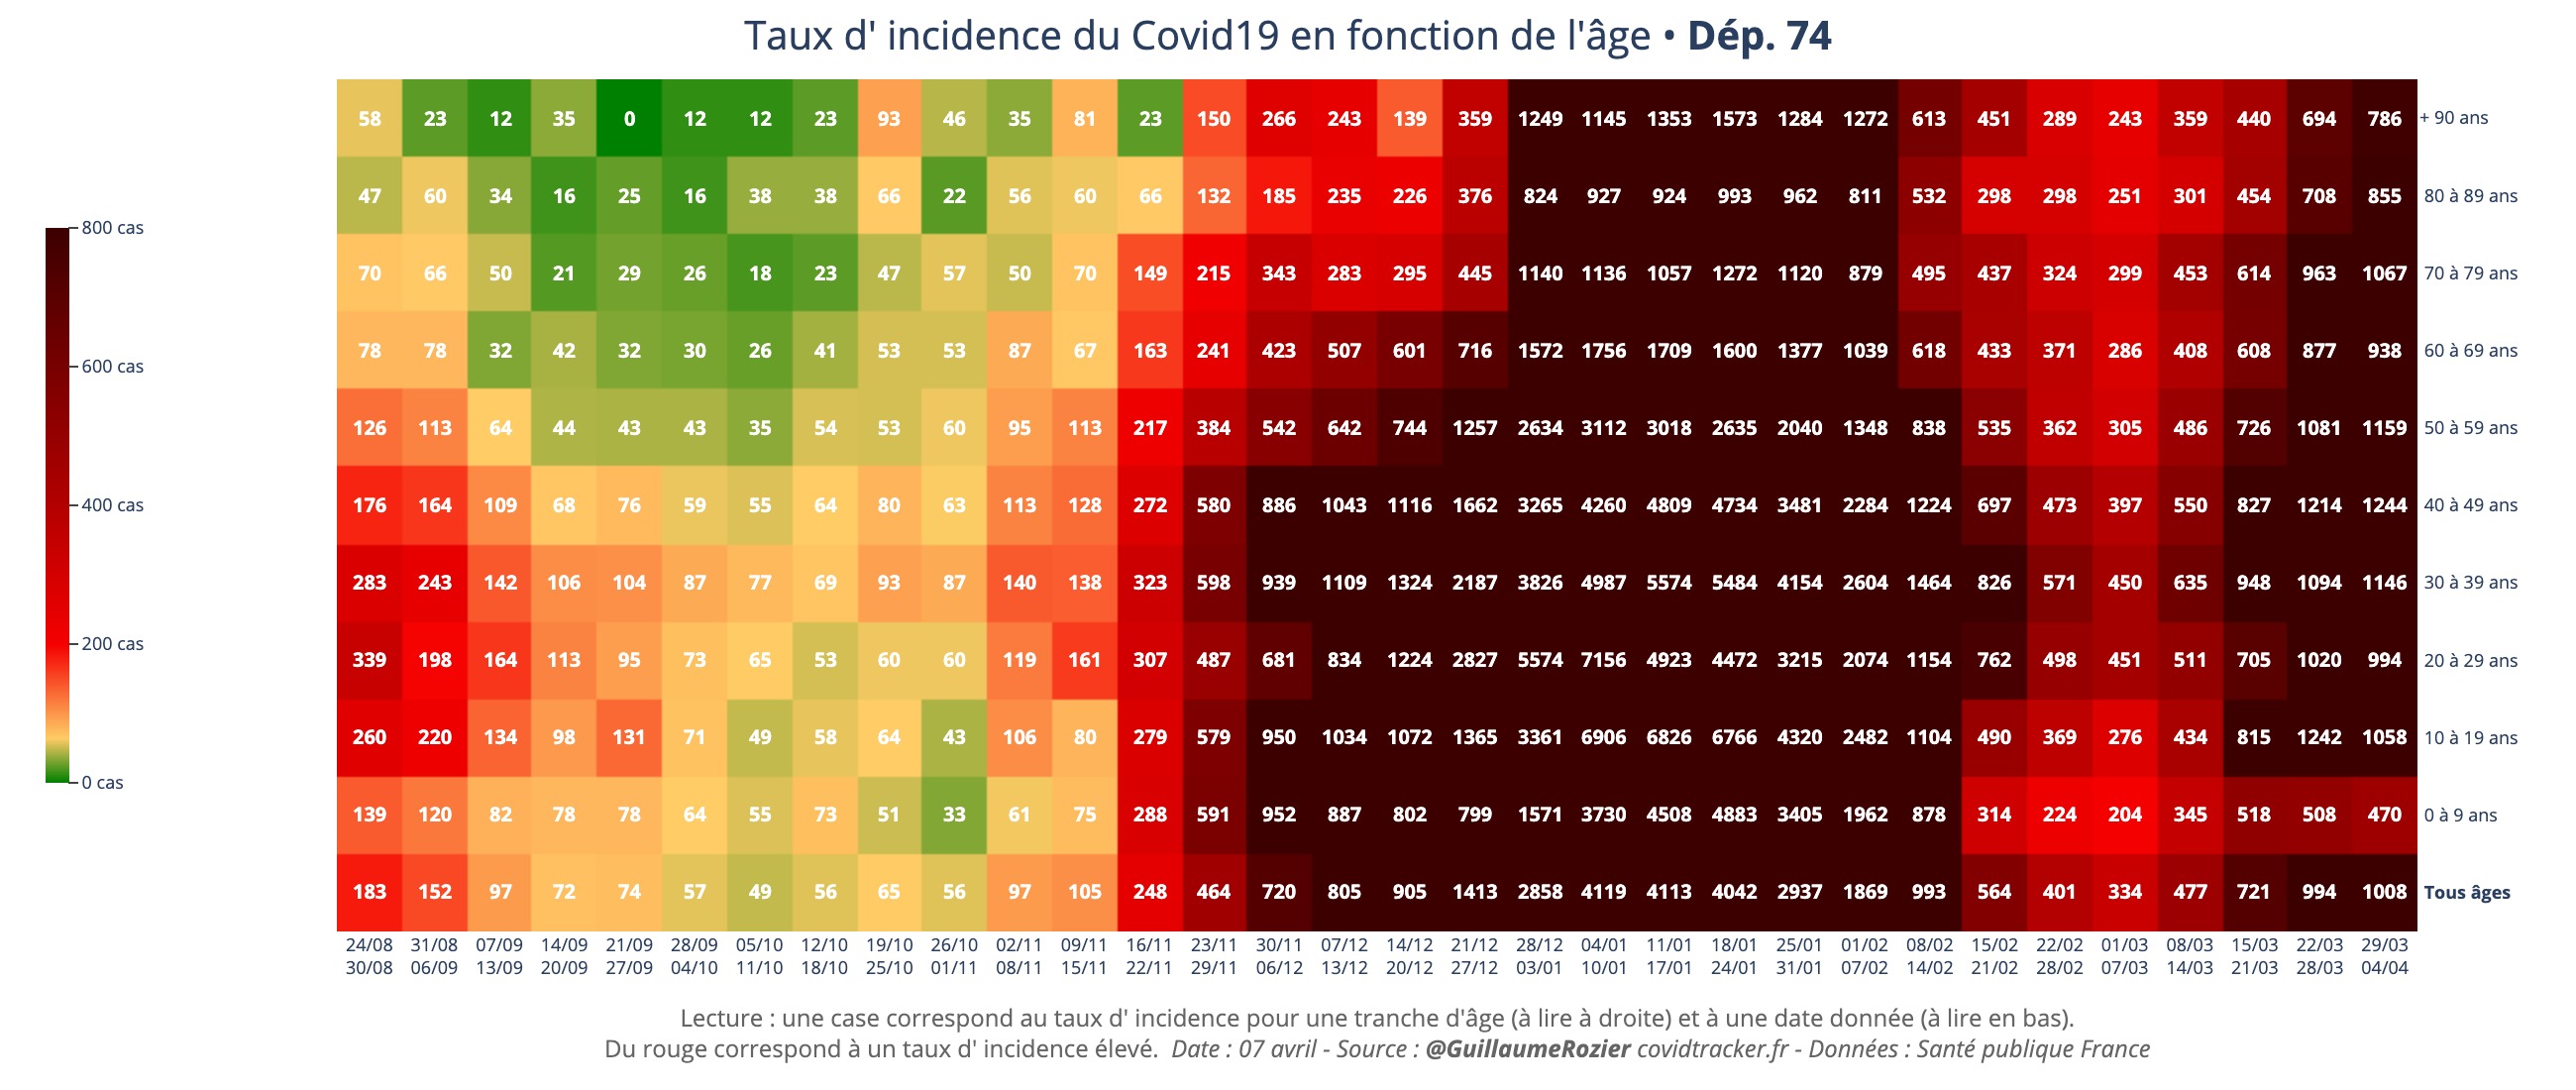 Taux d' incidence du Covid19 en fonction de l'âge • Dép. 74
58 23 12 35 0 12 12 23 93 46 35 81 23 150 266 243 139 359 1249 1145 1353 1573 1284 1272 613 451 289 243 359 440 694 786 + 90 ans
47 60 34 16 25 16 38 38 66 22 56 60 66 132 185 235 226 376 824 927 924 993 962 811 532 298 298 251 301 454 708 855 80 à 89 ans
800 cas
70 66 50 21 29 26 18 23 47 57 50 70 149 215 343 283 295 445 1140 1136 1057 1272 1120 879 495 437 324 299 453 614 963 1067 70 à 79 ans
78 78 32 42 32 30 26 41 53 53 87 67 163 241 423 507 601 716 1572 1756 1709 1600 1377 1039 618 433 371 286 408 608 877 938 60 à 69 ans
600 cas
126 113 64 44 43 43 35 54 53 60 95 113 217 384 542 642 744 1257 2634 3112 3018 2635 2040 1348 838 535 362 305 486 726 1081 1159 50 à 59 ans
400 cas
176 164 109 68 76 59 55 64 80 63 113 128 272 580 886 1043 1116 1662 3265 4260 4809 4734 3481 2284 1224 697 473 397 550 827 1214 1244 40 à 49 ans
283 243 142 106 104 87 77 69 93 87 140 138 323 598 939 1109 1324 2187 3826 4987 5574 5484 4154 2604 1464 826 571 450 635 948 1094 1146 30 à 39 ans
200 cas
339 198 164 113 95 73 65 53 60 60 119 161 307 487 681 834 1224 2827 5574 7156 4923 4472 3215 2074 1154 762 498 451 511 705 1020 994 20 à 29 ans
260 220 134 98 131 71 49 58 64 43 106 80 279 579 950 1034 1072 1365 3361 6906 6826 6766 4320 2482 1104 490 369 276 434 815 1242 1058 10 à 19 ans
0 cas
139 120 82 78 78 64 55 73 51 33 61 75 288 591 952 887 802 799 1571 3730 4508 4883 3405 1962 878 314 224 204 345 518 508 470 0 à 9 ans
183 152 97 72 74 57 49 56 65 56 97 105 248 464 720 805 905 1413 2858 4119 4113 4042 2937 1869 993 564 401 334 477 721 994 1008 Tous âges
24/08 31/08 07/09 14/09 21/09 28/09 05/10 12/10 19/10 26/10 02/11 09/11 16/11 23/11 30/11 07/12 14/12 21/12 28/12 04/01 11/01 18/01 25/01 01/02 08/02 15/02 22/02 01/03 08/03 15/03 22/03 29/03
30/08 06/09 13/09 20/09 27/09 04/10 11/10 18/10 25/10 01/11 08/11 15/11 22/11 29/11 06/12 13/12 20/12 27/12 03/01 10/01 17/01 24/01 31/01 07/02 14/02 21/02 28/02 07/03 14/03 21/03 28/03 04/04
Lecture : une case correspond au taux d' incidence pour une tranche d'âge (à lire à droite) et à une date donnée (à lire en bas).
Du rouge correspond à un taux d' incidence élevé. Date : 07 avril - Source : @GuillaumeRozier covidtracker.fr - Données : Santé publique France